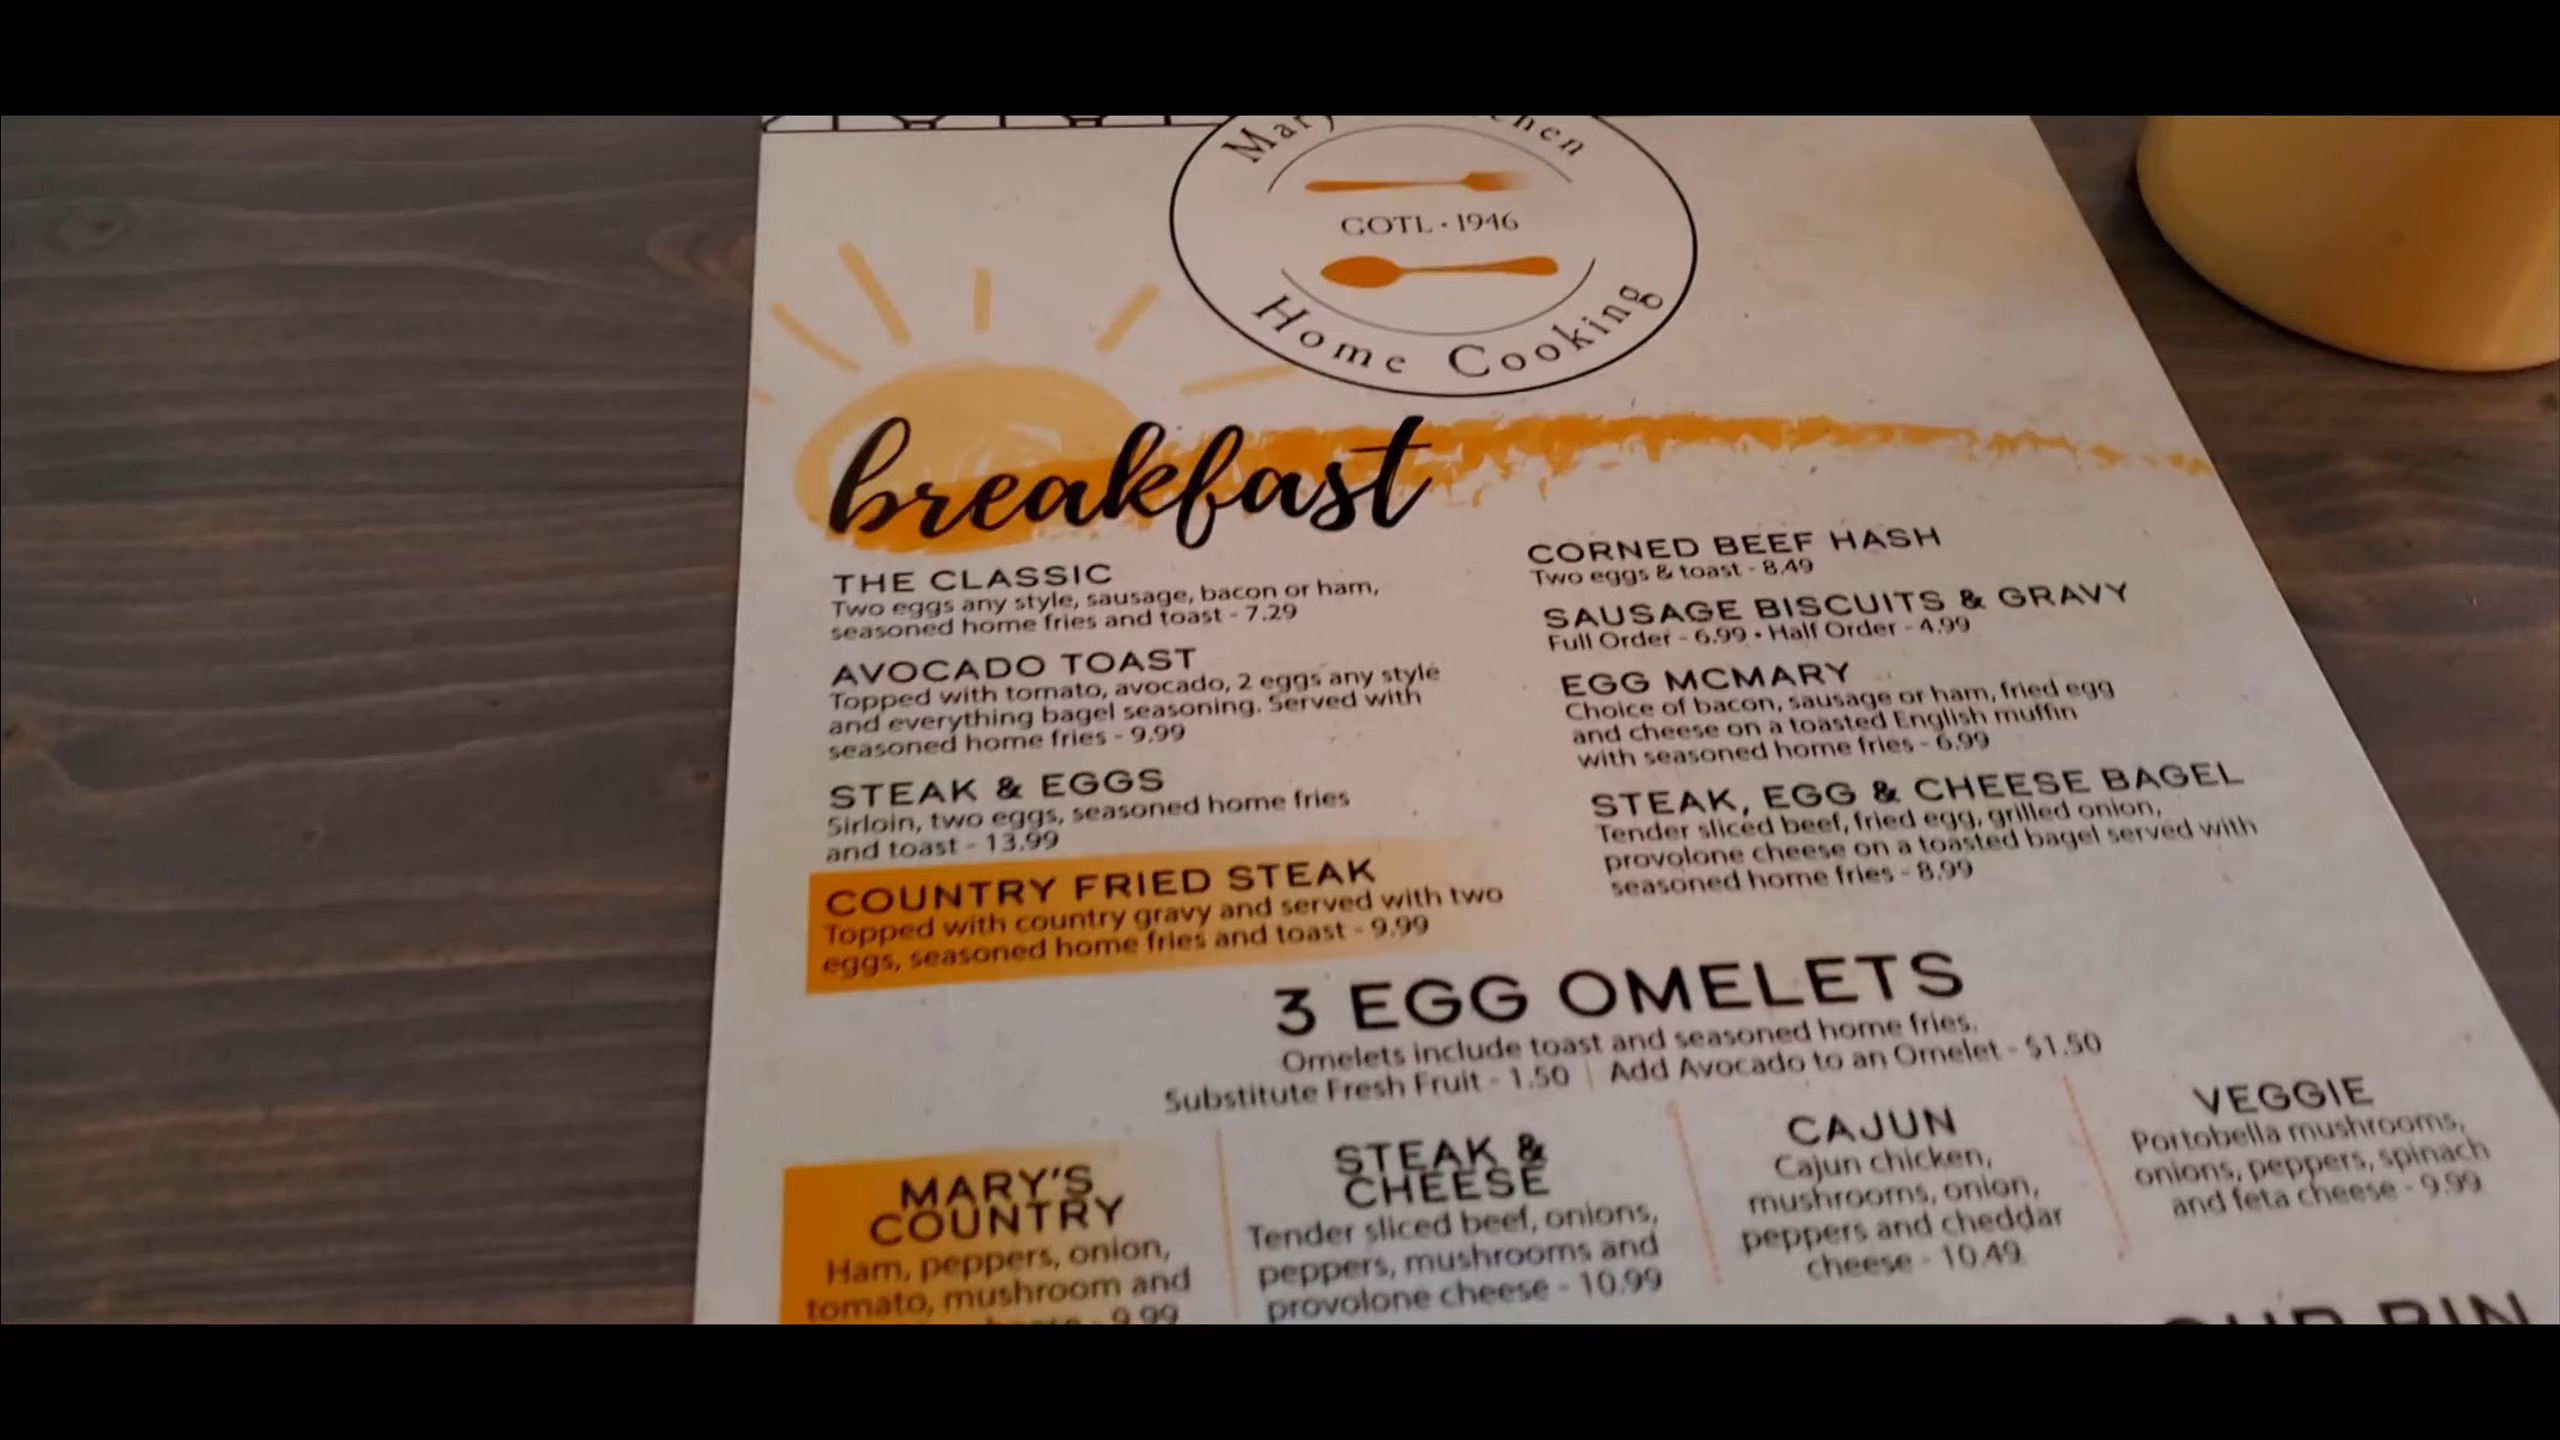 GOTL • 1946
Home Cooking
breakfast
THE CLASSIC
Two eggs any style, sausage, bacon or ham,
seasoned home fries and toast - 7.29
AVOCADO TOAST
Topped with tomato, avocado, 2 eggs any style
and everything bagel seasoning. Served with
seasoned home fries - 9.99
STEAK & EGGS
Sirloin, two eggs, seasoned home fries
and toast - 13.99
COUNTRY FRIED STEAK
Topped with country gravy and served with two
eggs, seasoned home fries and toast - 9.99
CORNED BEEF HASH
Two eggs & toast - 8.49
SAUSAGE BISCUITS & GRAVY
Full Order - 6.99 • Half Order - 4.99
EGG MCMARY
Choice of bacon, sausage or ham, fried egg
and cheese on a toasted English muffin
with seasoned home fries - 6.99
STEAK, EGG & CHEESE BAGEL
Tender sliced beef, fried egg, grilled onion,
provolone cheese on a toasted bagel served with
seasoned home fries - 8.99
3 EGG OMELETS
Omelets include toast and seasoned home fries.
Substitute Fresh Fruit - 1.50 | Add Avocado to an Omelet - $1.50
MARY'S
COUNTRY
Ham, peppers, onion,
tomato, mushroom and
- 9.99
STEAK &
CHEESE
Tender sliced beef, onions,
peppers, mushrooms and
provolone cheese - 10.99
CAJUN
Cajun chicken,
mushrooms, onion,
peppers and cheddar
cheese - 10.49
VEGGIE
Portobella mushrooms,
onions, peppers, spinach
and feta cheese - 9.99